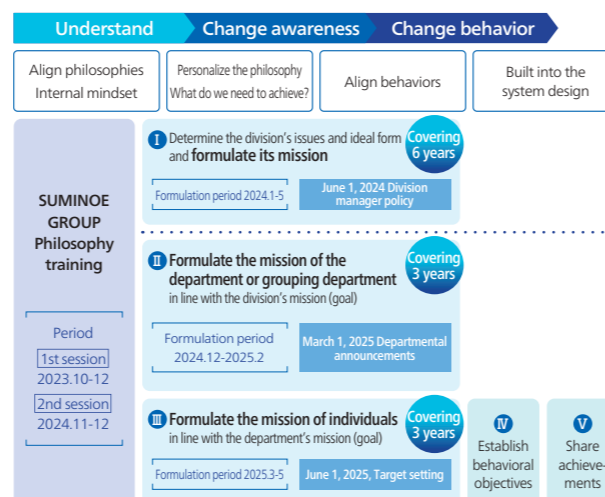 Understand
Change awareness
Change behavior
Align philosophies
Internal mindset
Personalize the philosophy
What do we need to achieve?
Align behaviors
Built into the
system design
SUMINOE
GROUP
Philosophy
training
Period
1st session
2023.10-12
2nd session
2024.11-12
Ⅰ Determine the division's issues and ideal form
and formulate its mission
Covering
6 years
Formulation period 2024.1-5
June 1, 2024 Division
manager policy
Ⅱ Formulate the mission of the
department or grouping department
in line with the division's mission (goal)
Covering
3 years
Formulation period
2024.12-2025.2
March 1, 2025 Departmental
announcements
Ⅲ Formulate the mission of individuals
in line with the department's mission (goal)
Covering
3 years
Formulation period 2025.3-5
June 1, 2025, Target setting
Ⅳ
Establish
behavioral
objectives
Ⅴ
Share
achieve-
ments